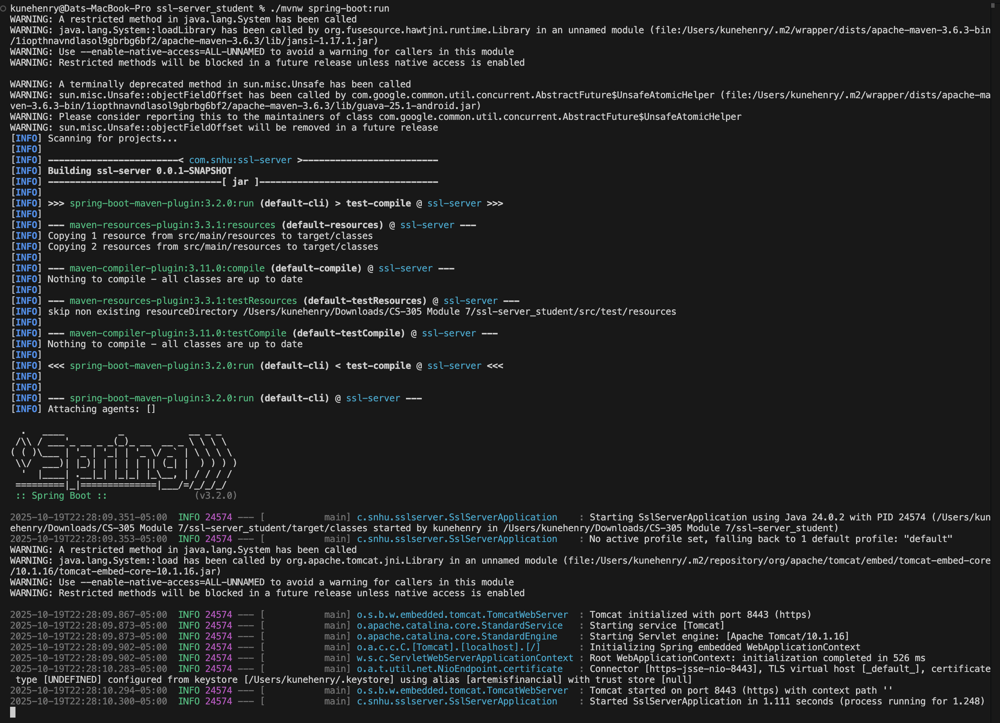 kunehenry@Dats-MacBook-Pro ssl-server_student % ./mvnw spring-boot:run
WARNING: A restricted method in java.lang.System has been called
WARNING: java.lang.System::loadLibrary has been called by org.fusesource.hawtjni.runtime.Library in an unnamed module (file:/Users/kunehenry/.m2/wrapper/dists/apache-maven-3.6.3-bin
/1iopthnavndlasol9gbrbg6bf2/apache-maven-3.6.3/lib/jansi-1.17.1.jar)
WARNING: Use --enable-native-access=ALL-UNNAMED to avoid a warning for callers in this module
WARNING: Restricted methods will be blocked in a future release unless native access is enabled

WARNING: A terminally deprecated method in sun.misc.Unsafe has been called
WARNING: sun.misc.Unsafe::objectFieldOffset has been called by com.google.common.util.concurrent.AbstractFuture$UnsafeAtomicHelper (file:/Users/kunehenry/.m2/wrapper/dists/apache-ma
ven-3.6.3-bin/1iopthnavndlasol9gbrbg6bf2/apache-maven-3.6.3/lib/guava-25.1-android.jar)
WARNING: Please consider reporting this to the maintainers of class com.google.common.util.concurrent.AbstractFuture$UnsafeAtomicHelper
WARNING: sun.misc.Unsafe::objectFieldOffset will be removed in a future release
[INFO] Scanning for projects...
[INFO]
[INFO] ------------------------< com.snhu:ssl-server >-------------------------
[INFO] Building ssl-server 0.0.1-SNAPSHOT
[INFO] --------------------------------[ jar ]---------------------------------
[INFO]
[INFO] >>> spring-boot-maven-plugin:3.2.0:run (default-cli) > test-compile @ ssl-server >>>
[INFO]
[INFO] --- maven-resources-plugin:3.3.1:resources (default-resources) @ ssl-server ---
[INFO] Copying 1 resource from src/main/resources to target/classes
[INFO] Copying 2 resources from src/main/resources to target/classes
[INFO]
[INFO] --- maven-compiler-plugin:3.11.0:compile (default-compile) @ ssl-server ---
[INFO] Nothing to compile - all classes are up to date
[INFO]
[INFO] --- maven-resources-plugin:3.3.1:testResources (default-testResources) @ ssl-server ---
[INFO] skip non existing resourceDirectory /Users/kunehenry/Downloads/CS-305 Module 7/ssl-server_student/src/test/resources
[INFO]
[INFO] --- maven-compiler-plugin:3.11.0:testCompile (default-testCompile) @ ssl-server ---
[INFO] Nothing to compile - all classes are up to date
[INFO]
[INFO] <<< spring-boot-maven-plugin:3.2.0:run (default-cli) < test-compile @ ssl-server <<<
[INFO]
[INFO]
[INFO] --- spring-boot-maven-plugin:3.2.0:run (default-cli) @ ssl-server ---
[INFO] Attaching agents: []

  .   ____          _            __ _ _
 /\\ / ___'_ __ _ _(_)_ __  __ _ \ \ \ \
( ( )\___ | '_ | '_| | '_ \/ _` | \ \ \ \
 \\/  ___)| |_)| | | | | || (_| |  ) ) ) )
  '  |____| .__|_| |_|_| |_\__, | / / / /
 =========|_|==============|___/=/_/_/_/
 :: Spring Boot ::                (v3.2.0)

2025-10-19T22:28:09.351-05:00  INFO 24574 --- [           main] c.snhu.sslserver.SslServerApplication    : Starting SslServerApplication using Java 24.0.2 with PID 24574 (/Users/kun
ehenry/Downloads/CS-305 Module 7/ssl-server_student/target/classes started by kunehenry in /Users/kunehenry/Downloads/CS-305 Module 7/ssl-server_student)
2025-10-19T22:28:09.353-05:00  INFO 24574 --- [           main] c.snhu.sslserver.SslServerApplication    : No active profile set, falling back to 1 default profile: "default"
WARNING: A restricted method in java.lang.System has been called
WARNING: java.lang.System::load has been called by org.apache.tomcat.jni.Library in an unnamed module (file:/Users/kunehenry/.m2/repository/org/apache/tomcat/embed/tomcat-embed-core
/10.1.16/tomcat-embed-core-10.1.16.jar)
WARNING: Use --enable-native-access=ALL-UNNAMED to avoid a warning for callers in this module
WARNING: Restricted methods will be blocked in a future release unless native access is enabled

2025-10-19T22:28:09.867-05:00  INFO 24574 --- [           main] o.s.b.w.embedded.tomcat.TomcatWebServer  : Tomcat initialized with port 8443 (https)
2025-10-19T22:28:09.873-05:00  INFO 24574 --- [           main] o.apache.catalina.core.StandardService   : Starting service [Tomcat]
2025-10-19T22:28:09.873-05:00  INFO 24574 --- [           main] o.apache.catalina.core.StandardEngine    : Starting Servlet engine: [Apache Tomcat/10.1.16]
2025-10-19T22:28:09.902-05:00  INFO 24574 --- [           main] o.a.c.c.C.[Tomcat].[localhost].[/]       : Initializing Spring embedded WebApplicationContext
2025-10-19T22:28:09.902-05:00  INFO 24574 --- [           main] w.s.c.ServletWebServerApplicationContext : Root WebApplicationContext: initialization completed in 526 ms
2025-10-19T22:28:10.283-05:00  INFO 24574 --- [           main] o.a.t.util.net.NioEndpoint.certificate   : Connector [https-jsse-nio-8443], TLS virtual host [_default_], certificate
 type [UNDEFINED] configured from keystore [/Users/kunehenry/.keystore] using alias [artemisfinancial] with trust store [null]
2025-10-19T22:28:10.294-05:00  INFO 24574 --- [           main] o.s.b.w.embedded.tomcat.TomcatWebServer  : Tomcat started on port 8443 (https) with context path ''
2025-10-19T22:28:10.300-05:00  INFO 24574 --- [           main] c.snhu.sslserver.SslServerApplication    : Started SslServerApplication in 1.111 seconds (process running for 1.248)